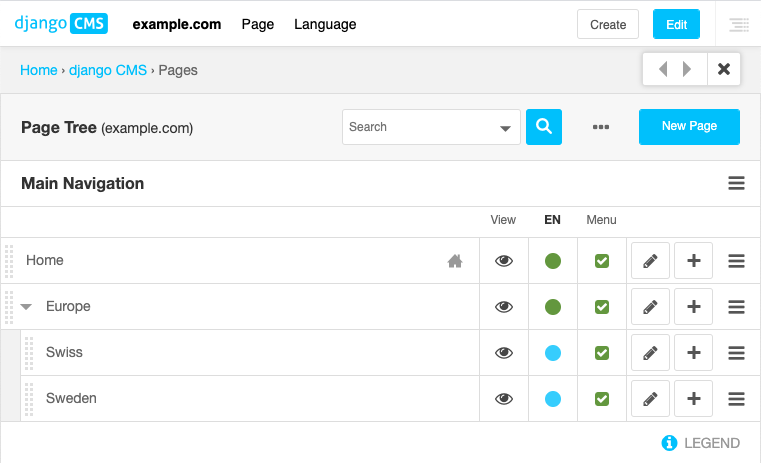 django CMS example.com Page Language Create Edit
Home › django CMS › Pages
Page Tree (example.com) Search New Page
Main Navigation
View EN Menu
Home
Europe
Swiss
Sweden
LEGEND